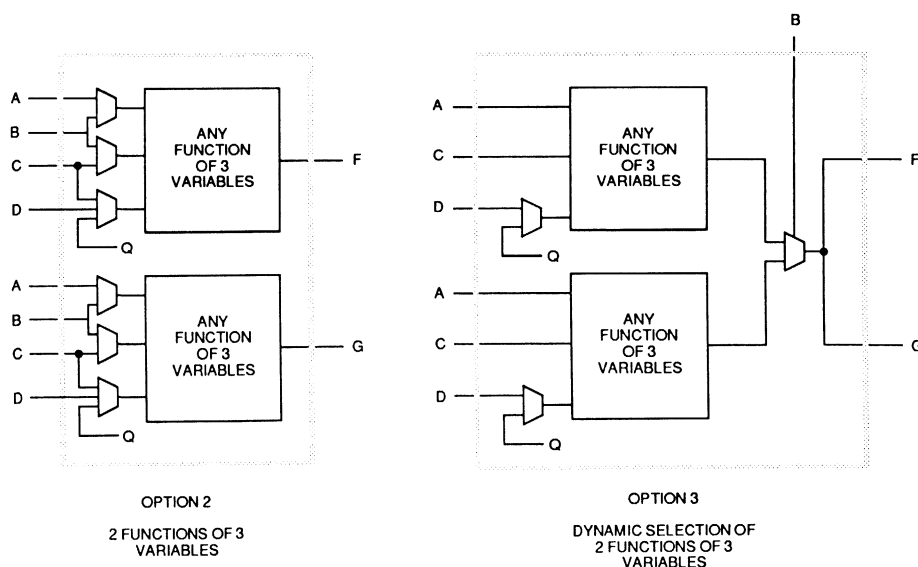 B
A
B
C
D
Q
ANY
FUNCTION
OF 3
VARIABLES
F
A
B
C
D
Q
ANY
FUNCTION
OF 3
VARIABLES
G
OPTION 2
2 FUNCTIONS OF 3
VARIABLES
A
C
D
Q
ANY
FUNCTION
OF 3
VARIABLES
F
A
C
D
Q
ANY
FUNCTION
OF 3
VARIABLES
G
OPTION 3
DYNAMIC SELECTION OF
2 FUNCTIONS OF 3
VARIABLES